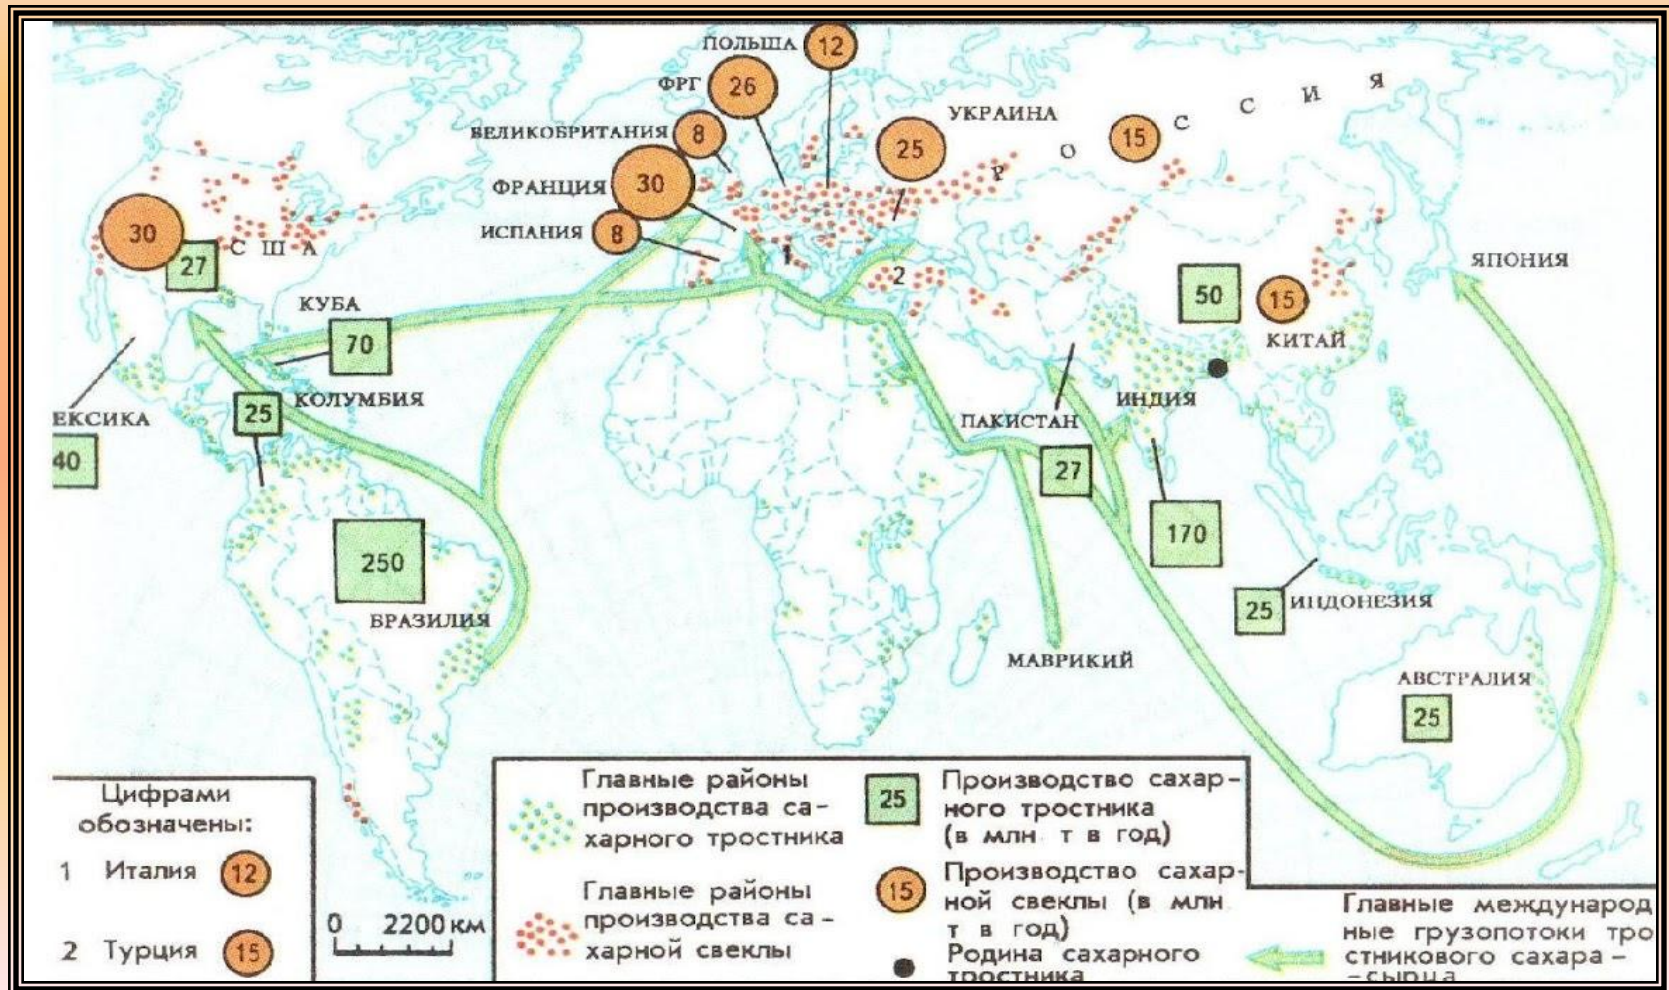 ПОЛЬША 12
ФРГ 26
ВЕЛИКОБРИТАНИЯ 8
УКРАИНА
25
РОССИЯ
15
ФРАНЦИЯ 30
ИСПАНИЯ 8
30
27
США
1
2
ЯПОНИЯ
КУБА
70
50
15
КИТАЙ
25
КОЛУМБИЯ
ЕКСИКА
40
ПАКИСТАН
27
ИНДИЯ
170
250
БРАЗИЛИЯ
25
ИНДОНЕЗИЯ
МАВРИКИЙ
АВСТРАЛИЯ
25
Цифрами
обозначены:
1 Италия 12
2 Турция 15
0 2200 км
Главные районы
производства са-
харного тростника
Главные районы
производства са-
харной свеклы
25
Производство сахар-
ного тростника
(в млн. т в год)
15
Производство сахар-
ной свеклы (в млн.
т в год)
Родина сахарного
тростника
Главные международ
ные грузопотоки тро
стникового сахара-
-сырца